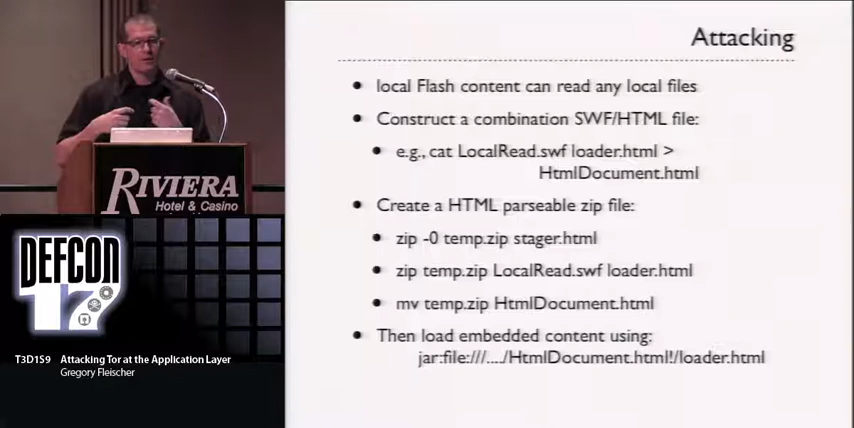 Attacking
• local Flash content can read any local files
• Construct a combination SWF/HTML file:
• e.g., cat LocalRead.swf loader.html >
HtmlDocument.html
• Create a HTML parseable zip file:
• zip -0 temp.zip stager.html
• zip temp.zip LocalRead.swf loader.html
• mv temp.zip HtmlDocument.html
• Then load embedded content using:
jar:file:///..../HtmlDocument.html!/loader.html
RIVIERA
Hotel & Casino
DEFCON
17
T3D1S9 Attacking Tor at the Application Layer
Gregory Fleischer